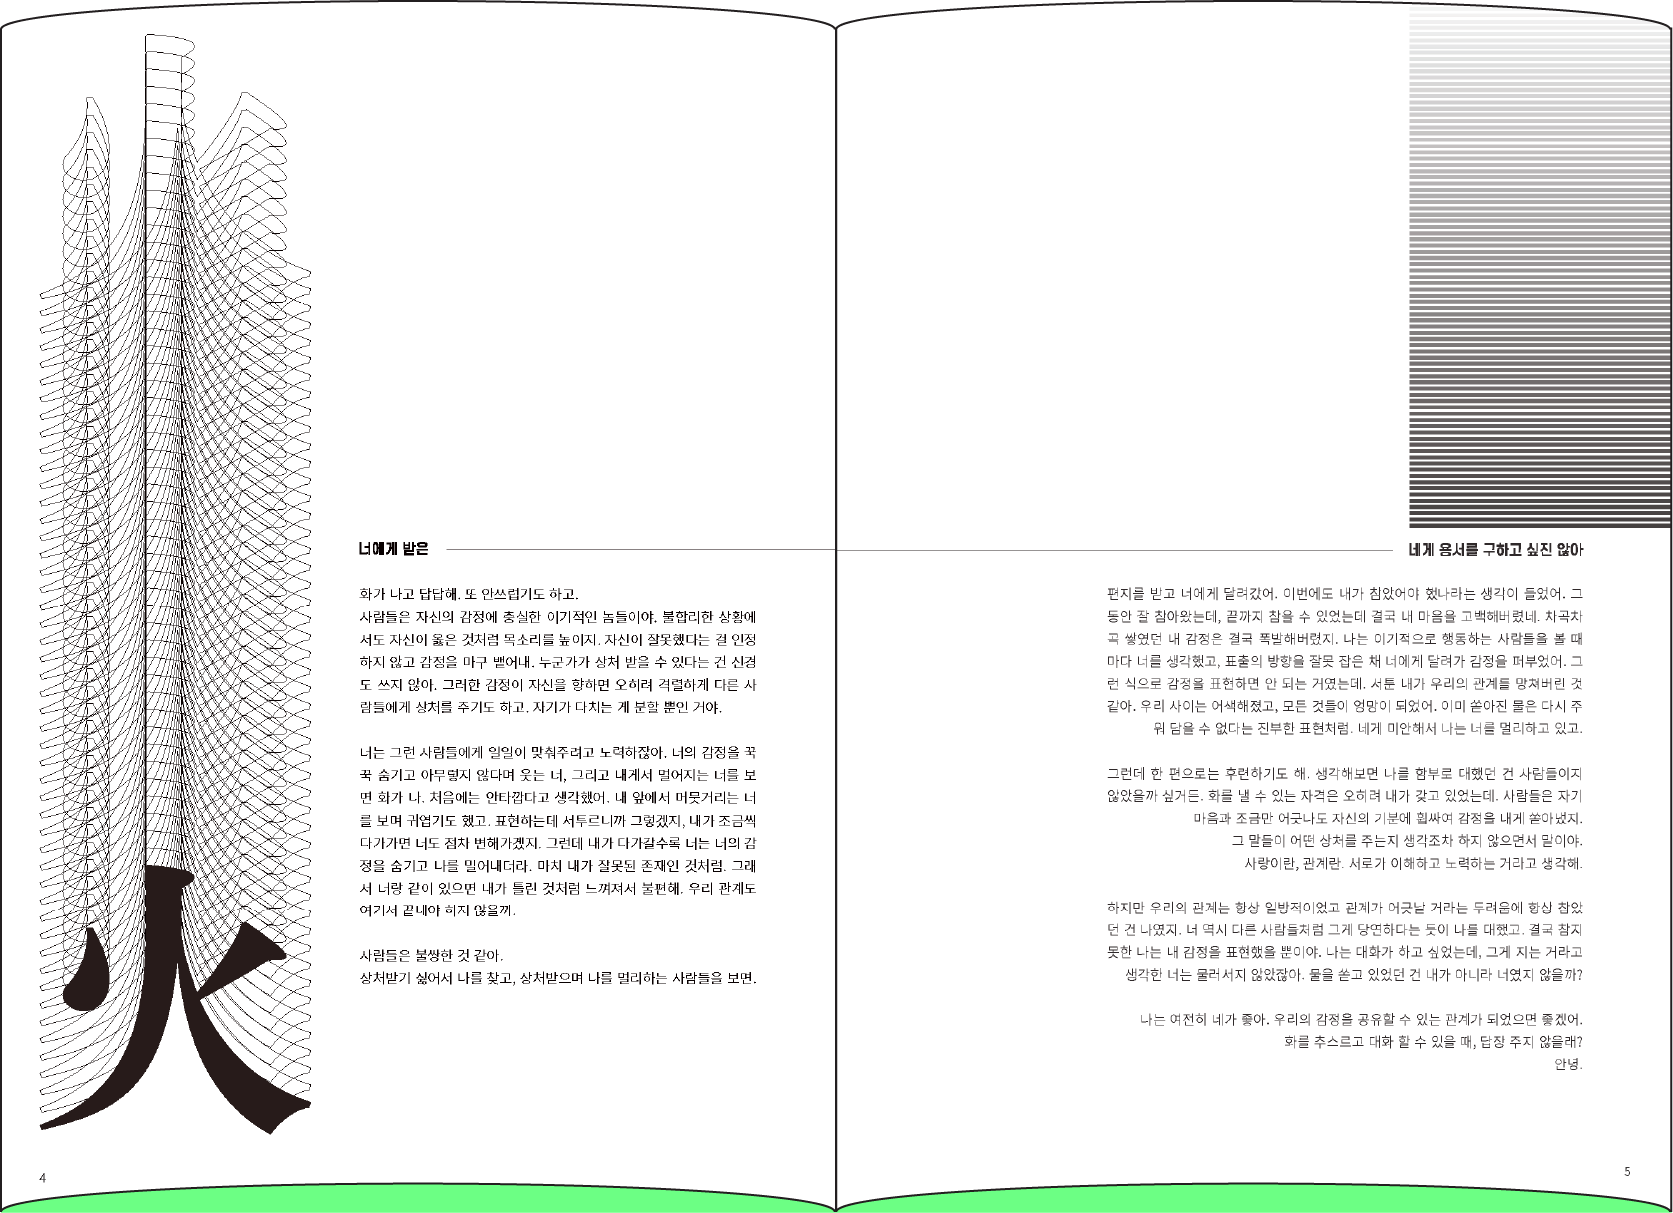 火
너에게 받은
화가 나고 답답해. 또 안쓰럽기도 하고.
사람들은 자신의 감정에 충실한 이기적인 놈들이야. 불합리한 상황에
서도 자신이 옳은 것처럼 목소리를 높이지. 자신이 잘못했다는 걸 인정
하지 않고 감정을 마구 뱉어내. 누군가가 상처 받을 수 있다는 건 신경
도 쓰지 않아. 그러한 감정이 자신을 향하면 오히려 격렬하게 다른 사
람들에게 상처를 주기도 하고. 자기가 다치는 게 분할 뿐인 거야.
너는 그런 사람들에게 일일이 맞춰주려고 노력하잖아. 너의 감정을 꾹
꾹 숨기고 아무렇지 않다며 웃는 너, 그리고 내게서 멀어지는 너를 보
면 화가 나. 처음에는 안타깝다고 생각했어. 내 앞에서 머뭇거리는 너
를 보며 귀엽기도 했고. 표현하는데 서투르니까 그렇겠지, 내가 조금씩
다가가면 너도 점차 변해가겠지. 그런데 내가 다가갈수록 너는 너의 감
정을 숨기고 나를 밀어내더라. 마치 내가 잘못된 존재인 것처럼. 그래
서 너랑 같이 있으면 내가 틀린 것처럼 느껴져서 불편해. 우리 관계도
여기서 끝내야 하지 않을까.
사람들은 불쌍한 것 같아.
상처받기 싫어서 나를 찾고, 상처받으며 나를 멀리하는 사람들을 보면.
4
네게 용서를 구하고 싶진 않아
편지를 받고 너에게 달려갔어. 이번에도 내가 참았어야 했나라는 생각이 들었어. 그
동안 잘 참아왔는데, 끝까지 참을 수 있었는데 결국 내 마음을 고백해버렸네. 차곡차
곡 쌓였던 내 감정은 결국 폭발해버렸지. 나는 이기적으로 행동하는 사람들을 볼 때
마다 너를 생각했고, 표출의 방향을 잘못 잡은 채 너에게 달려가 감정을 퍼부었어. 그
런 식으로 감정을 표현하면 안 되는 거였는데. 서툰 내가 우리의 관계를 망쳐버린 것
같아. 우리 사이는 어색해졌고, 모든 것들이 엉망이 되었어. 이미 쏟아진 물은 다시 주
워 담을 수 없다는 진부한 표현처럼. 네게 미안해서 나는 너를 멀리하고 있고.
그런데 한 편으로는 후련하기도 해. 생각해보면 나를 함부로 대했던 건 사람들이지
않았을까 싶거든. 화를 낼 수 있는 자격은 오히려 내가 갖고 있었는데. 사람들은 자기
마음과 조금만 어긋나도 자신의 기분에 휩싸여 감정을 내게 쏟아냈지.
그 말들이 어떤 상처를 주는지 생각조차 하지 않으면서 말이야.
사랑이란, 관계란. 서로가 이해하고 노력하는 거라고 생각해.
하지만 우리의 관계는 항상 일방적이었고 관계가 어긋날 거라는 두려움에 항상 참았
던 건 나였지. 너 역시 다른 사람들처럼 그게 당연하다는 듯이 나를 대했고. 결국 참지
못한 나는 내 감정을 표현했을 뿐이야. 나는 대화가 하고 싶었는데, 그게 지는 거라고
생각한 너는 물러서지 않았잖아. 물을 쏟고 있었던 건 내가 아니라 너였지 않을까?
나는 여전히 네가 좋아. 우리의 감정을 공유할 수 있는 관계가 되었으면 좋겠어.
화를 추스르고 대화 할 수 있을 때, 답장 주지 않을래?
안녕.
5